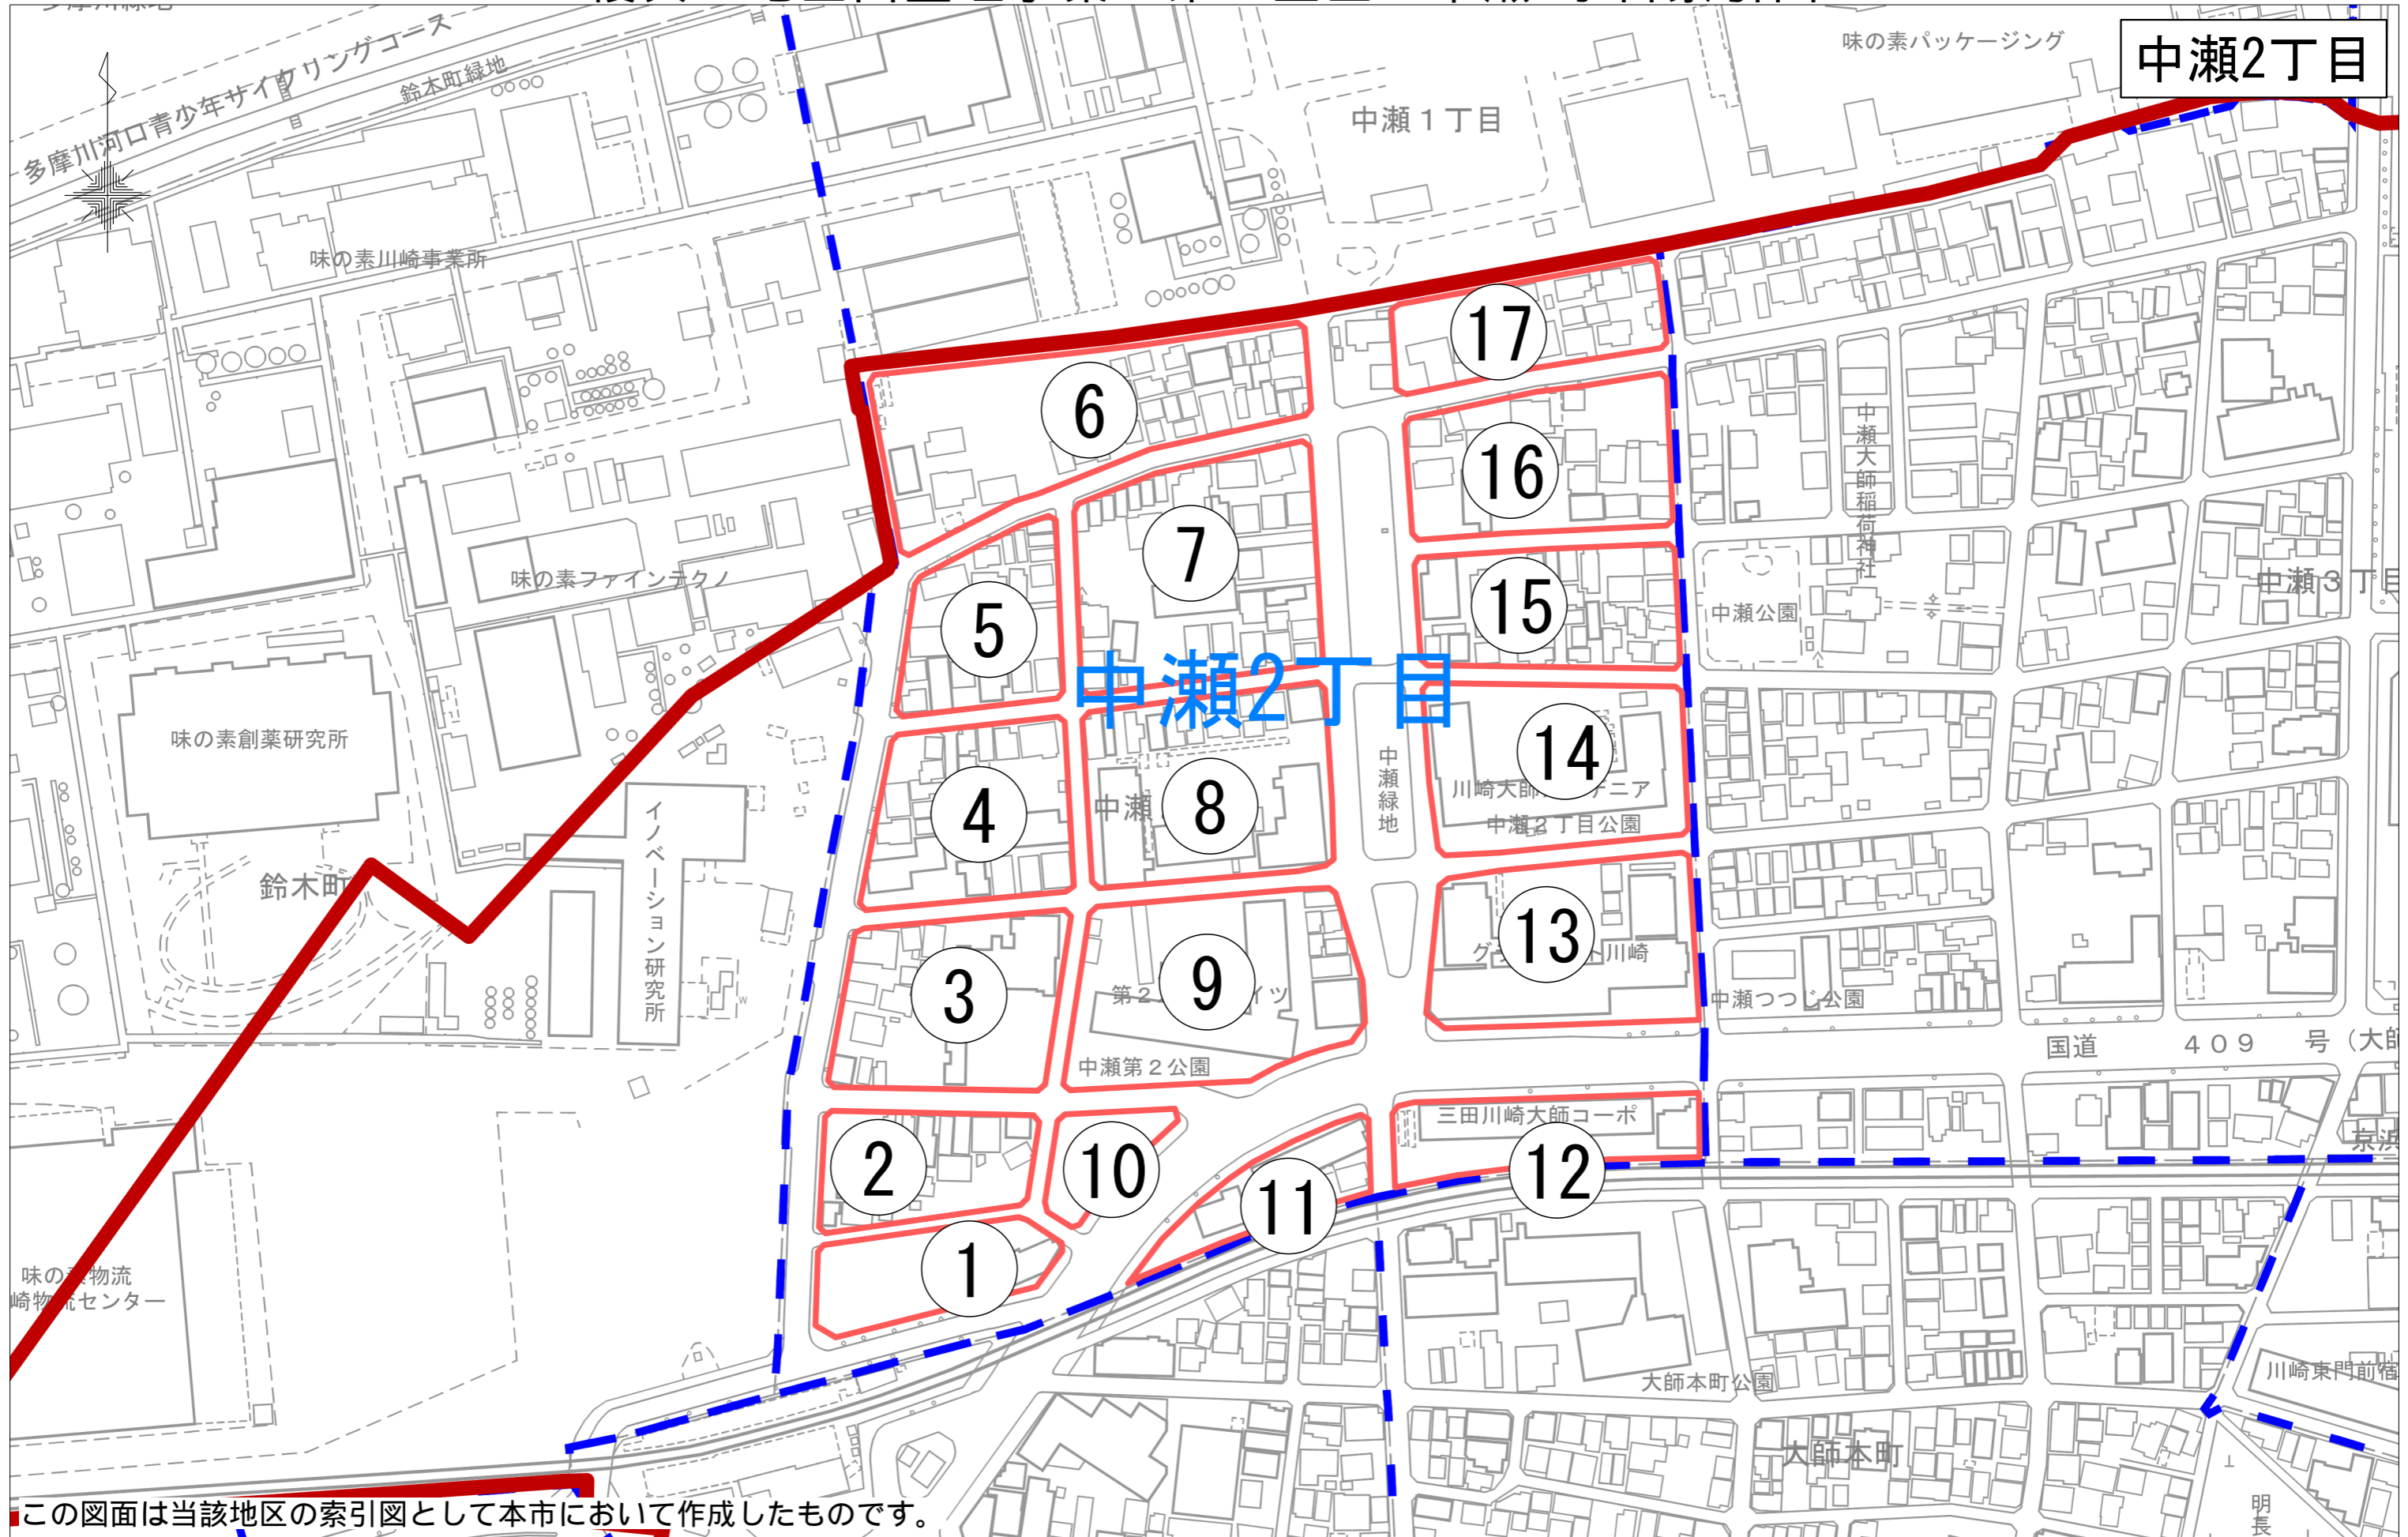 中瀬2丁目
多摩川河口青少年サイクリングコース
鈴木町緑地
味の素パッケージング
中瀬1丁目
味の素川崎事業所
17
6
16
中瀬大師稲荷神社
7
味の素ファインテクノ
中瀬3丁目
15
中瀬公園
5
中瀬2丁目
味の素創薬研究所
14
中瀬緑地
4
8
中瀬
中瀬2丁目公園
イノベーション研究所
鈴木町
13
3
9
中瀬つつじ公園
中瀬第2公園
国道 409 号(大師
三田川崎大師コーポ
2
10
12
11
京浜
1
味の素物流
崎物流センター
大師本町公園
川崎東門前宿
大師本町
明長
この図面は当該地区の索引図として本市において作成したものです。